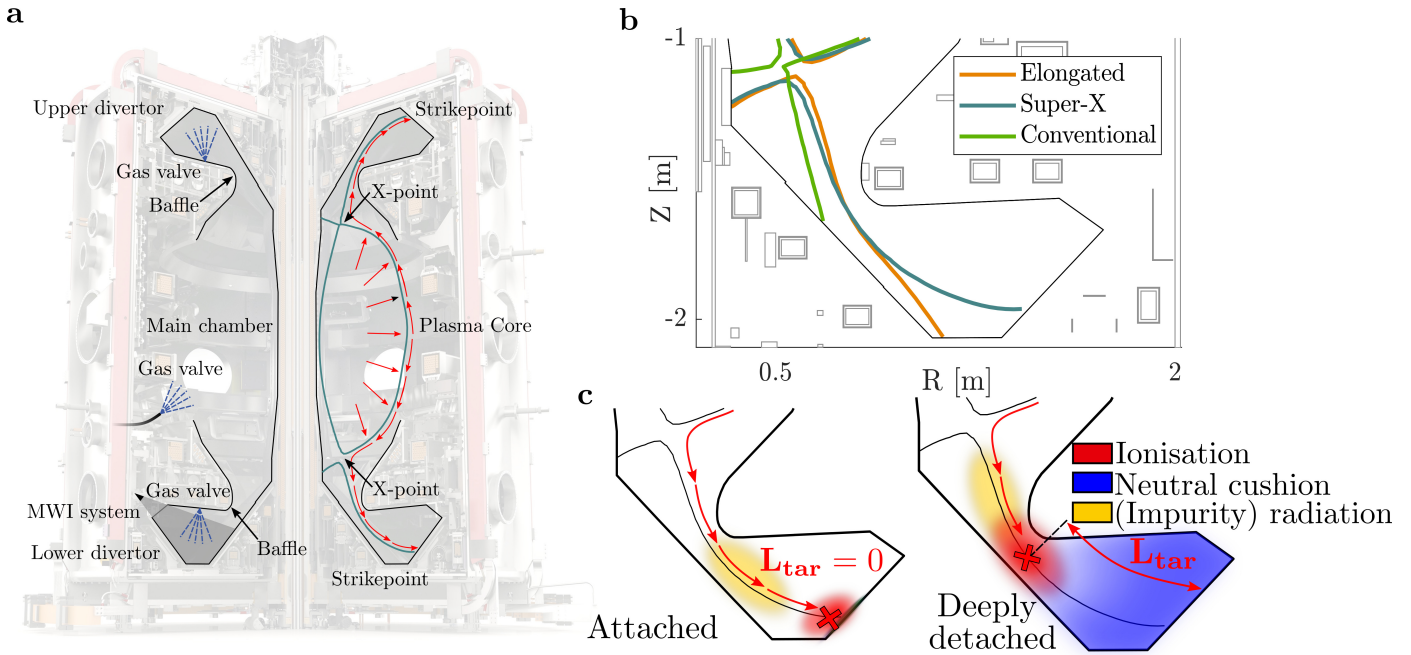 a
Upper divertor
Gas valve
Baffle
Strikepoint
X-point
Main chamber
Plasma Core
Gas valve
Gas valve
MWI system
Lower divertor
Baffle
X-point
Strikepoint
b
-1
Z [m]
-2
0.5
R [m]
2
Elongated
Super-X
Conventional
c
L_tar = 0
Attached
Ionisation
Neutral cushion
(Impurity) radiation
L_tar
Deeply
detached